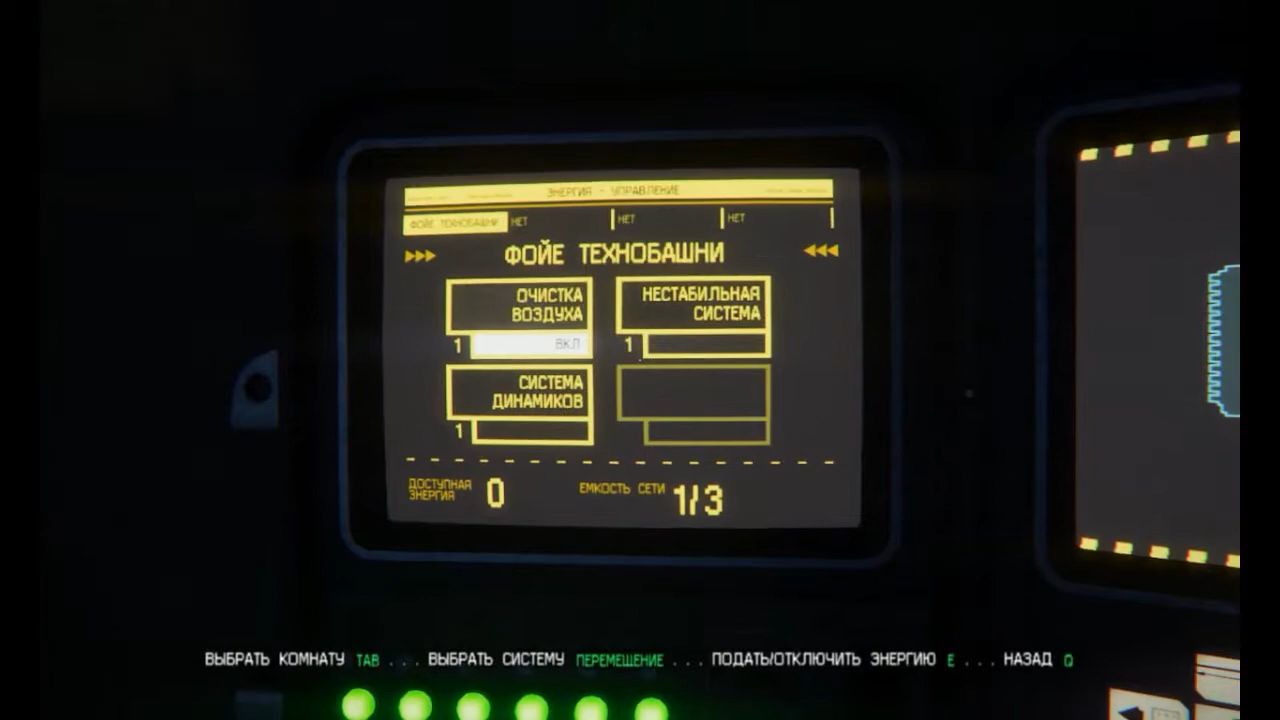 ЭНЕРГИЯ - УПРАВЛЕНИЕ
ФОЙЕ ТЕХНОБАШНИ НЕТ НЕТ НЕТ
ФОЙЕ ТЕХНОБАШНИ
ОЧИСТКА
ВОЗДУХА
1 ВКЛ
НЕСТАБИЛЬНАЯ
СИСТЕМА
1
СИСТЕМА
ДИНАМИКОВ
1
ДОСТУПНАЯ
ЭНЕРГИЯ 0
ЕМКОСТЬ СЕТИ 1/3
ВЫБРАТЬ КОМНАТУ TAB ... ВЫБРАТЬ СИСТЕМУ ПЕРЕМЕЩЕНИЕ ... ПОДАТЬ/ОТКЛЮЧИТЬ ЭНЕРГИЮ E ... НАЗАД Q